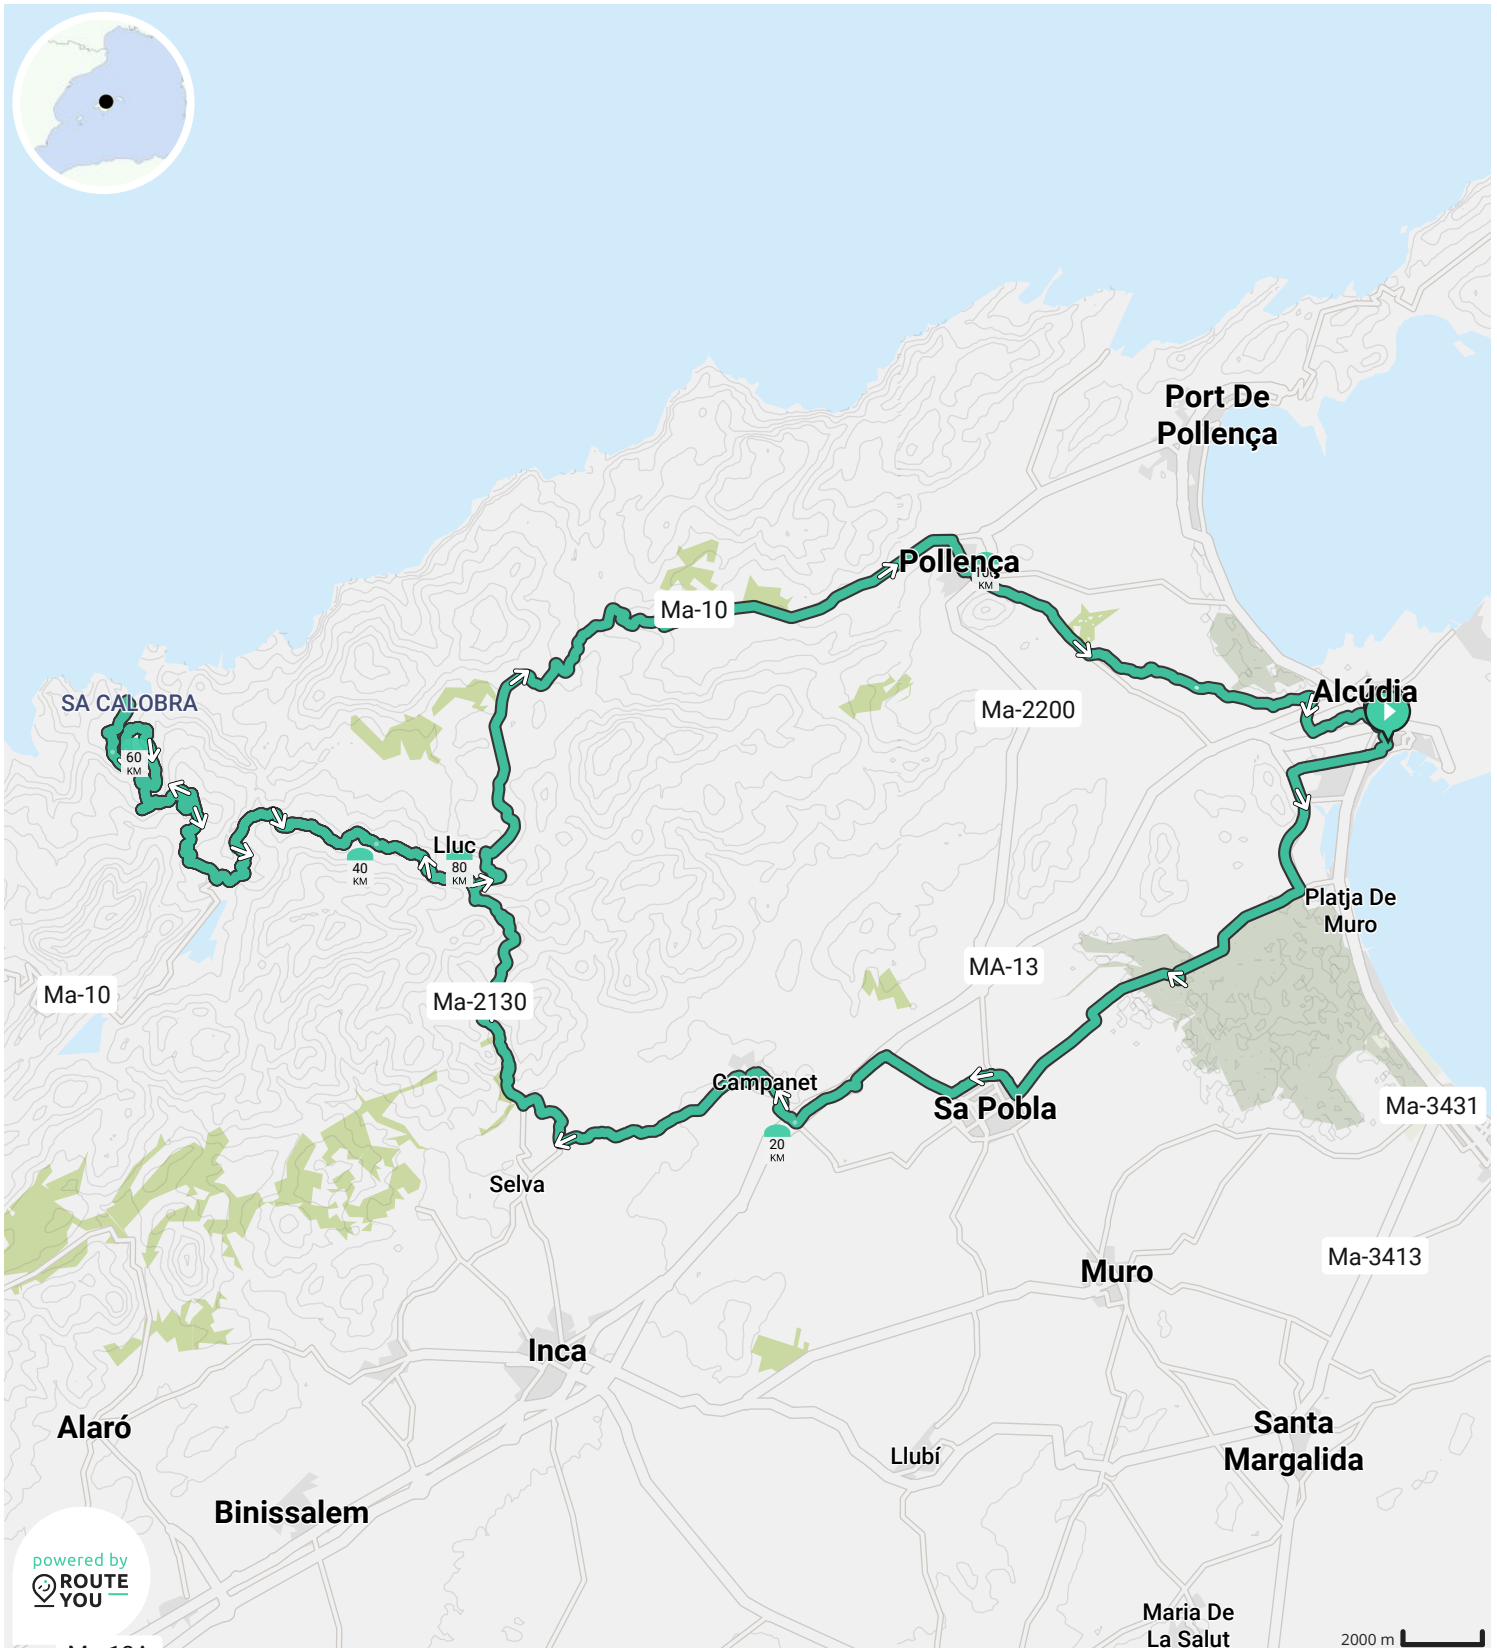 Port De
Pollença
Pollença
100
KM
Ma-10
Alcúdia
SA CALOBRA
Ma-2200
60
KM
Lluc
40
KM
80
KM
Platja De
Muro
MA-13
Ma-10
Ma-2130
Campanet
Sa Pobla
Ma-3431
20
KM
Selva
Ma-3413
Muro
Inca
Alaró
Santa
Margalida
Llubí
Binissalem
powered by
ROUTE
YOU
Maria De
La Salut
2000 m